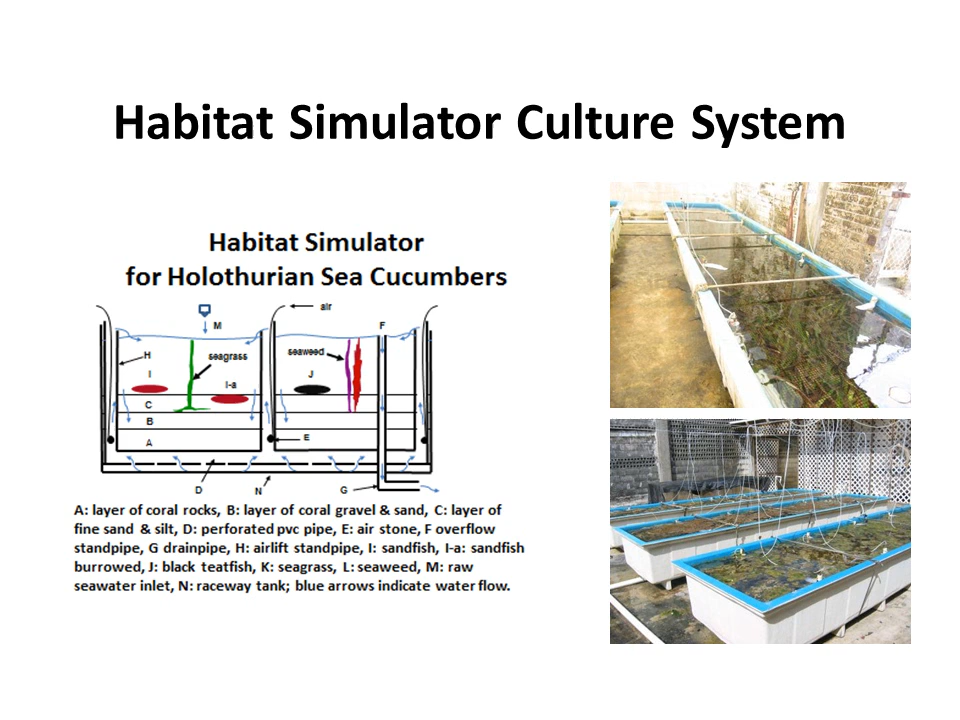 Habitat Simulator Culture System
Habitat Simulator
for Holothurian Sea Cucumbers
air
M
F
H
seagrass
seaweed
I
J
I-a
C
B
A
E
D
N
G
A: layer of coral rocks, B: layer of coral gravel & sand, C: layer of
fine sand & silt, D: perforated pvc pipe, E: air stone, F overflow
standpipe, G drainpipe, H: airlift standpipe, I: sandfish, I-a: sandfish
burrowed, J: black teatfish, K: seagrass, L: seaweed, M: raw
seawater inlet, N: raceway tank; blue arrows indicate water flow.